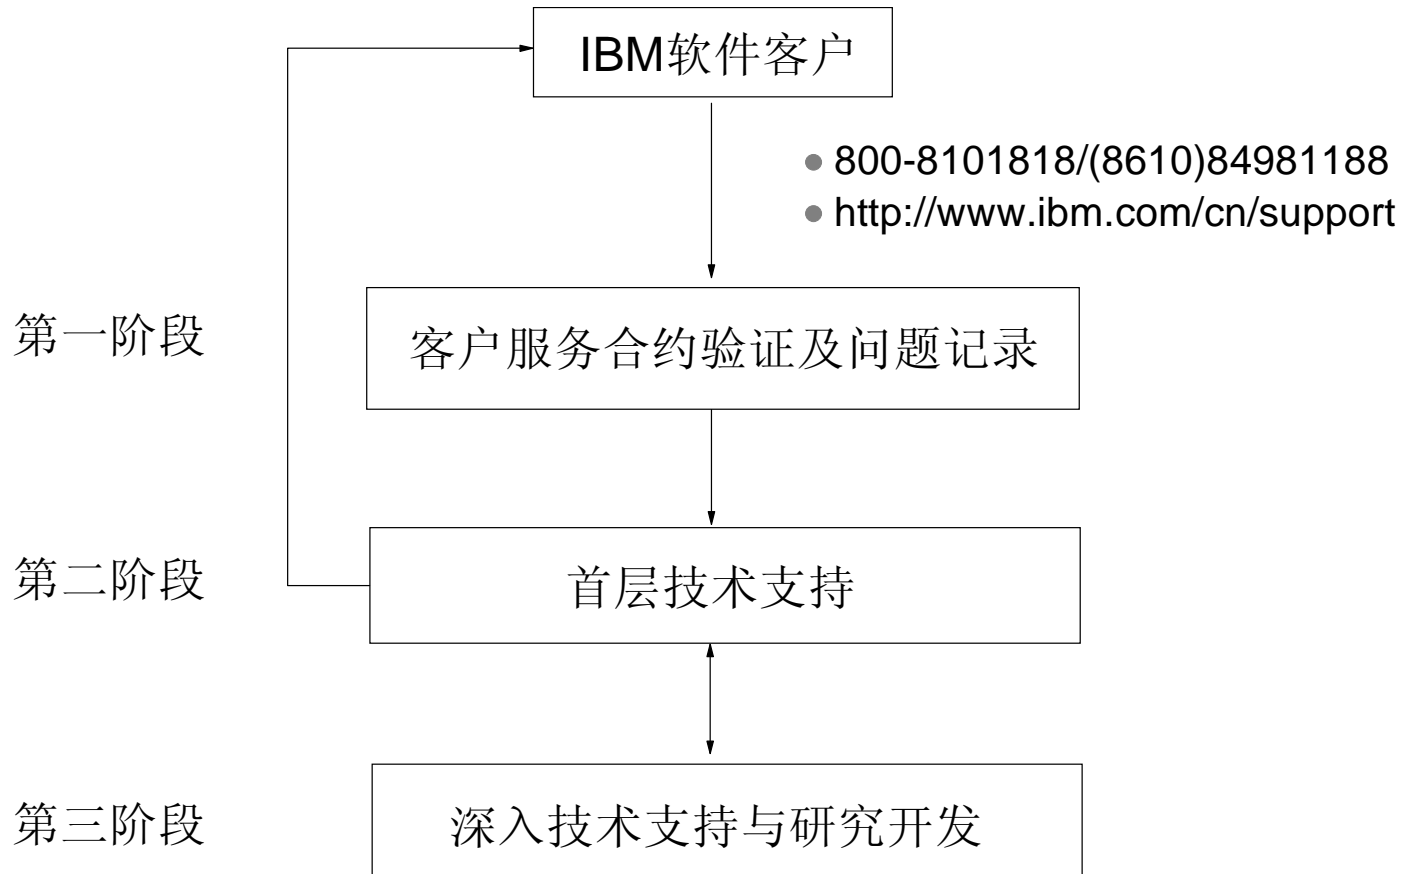 IBM软件客户
800-8101818/(8610)84981188
http://www.ibm.com/cn/support
第一阶段
客户服务合约验证及问题记录
第二阶段
首层技术支持
第三阶段
深入技术支持与研究开发